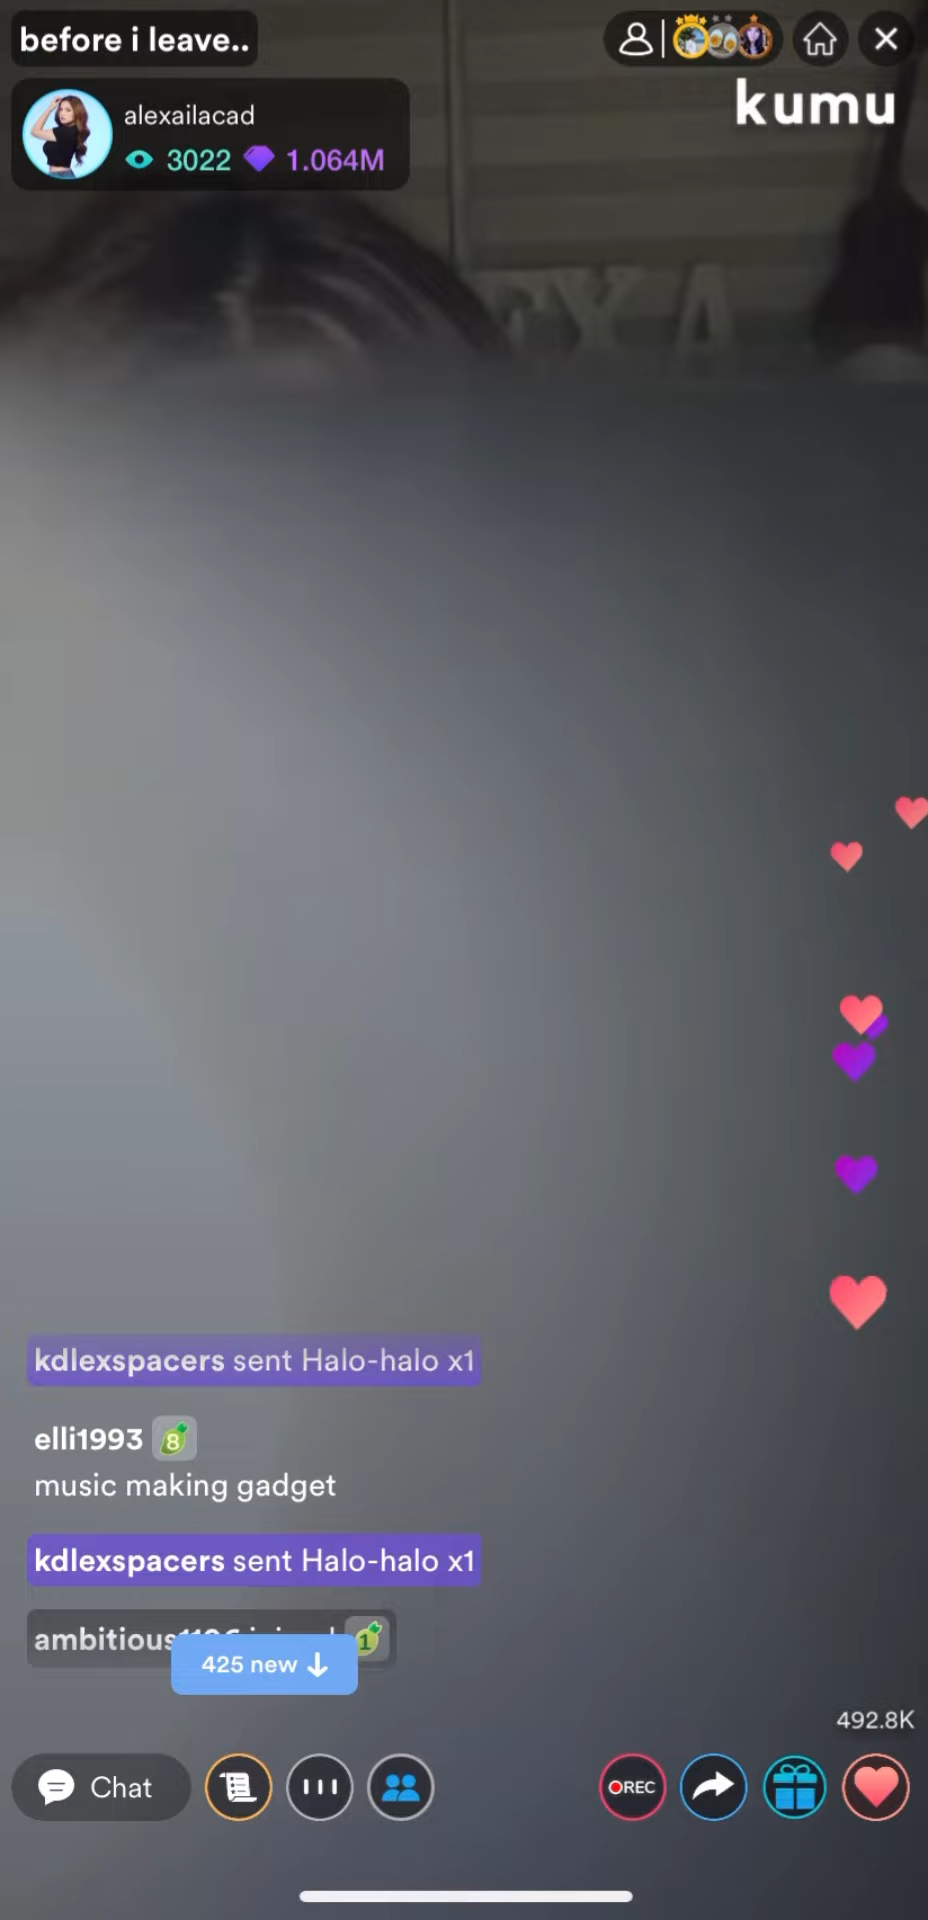 before i leave..
alexailacad
3022 1.064M
kumu
EXA
kdlexspacers sent Halo-halo x1
elli1993 8
music making gadget
kdlexspacers sent Halo-halo x1
1
425 new
492.8K
Chat
REC